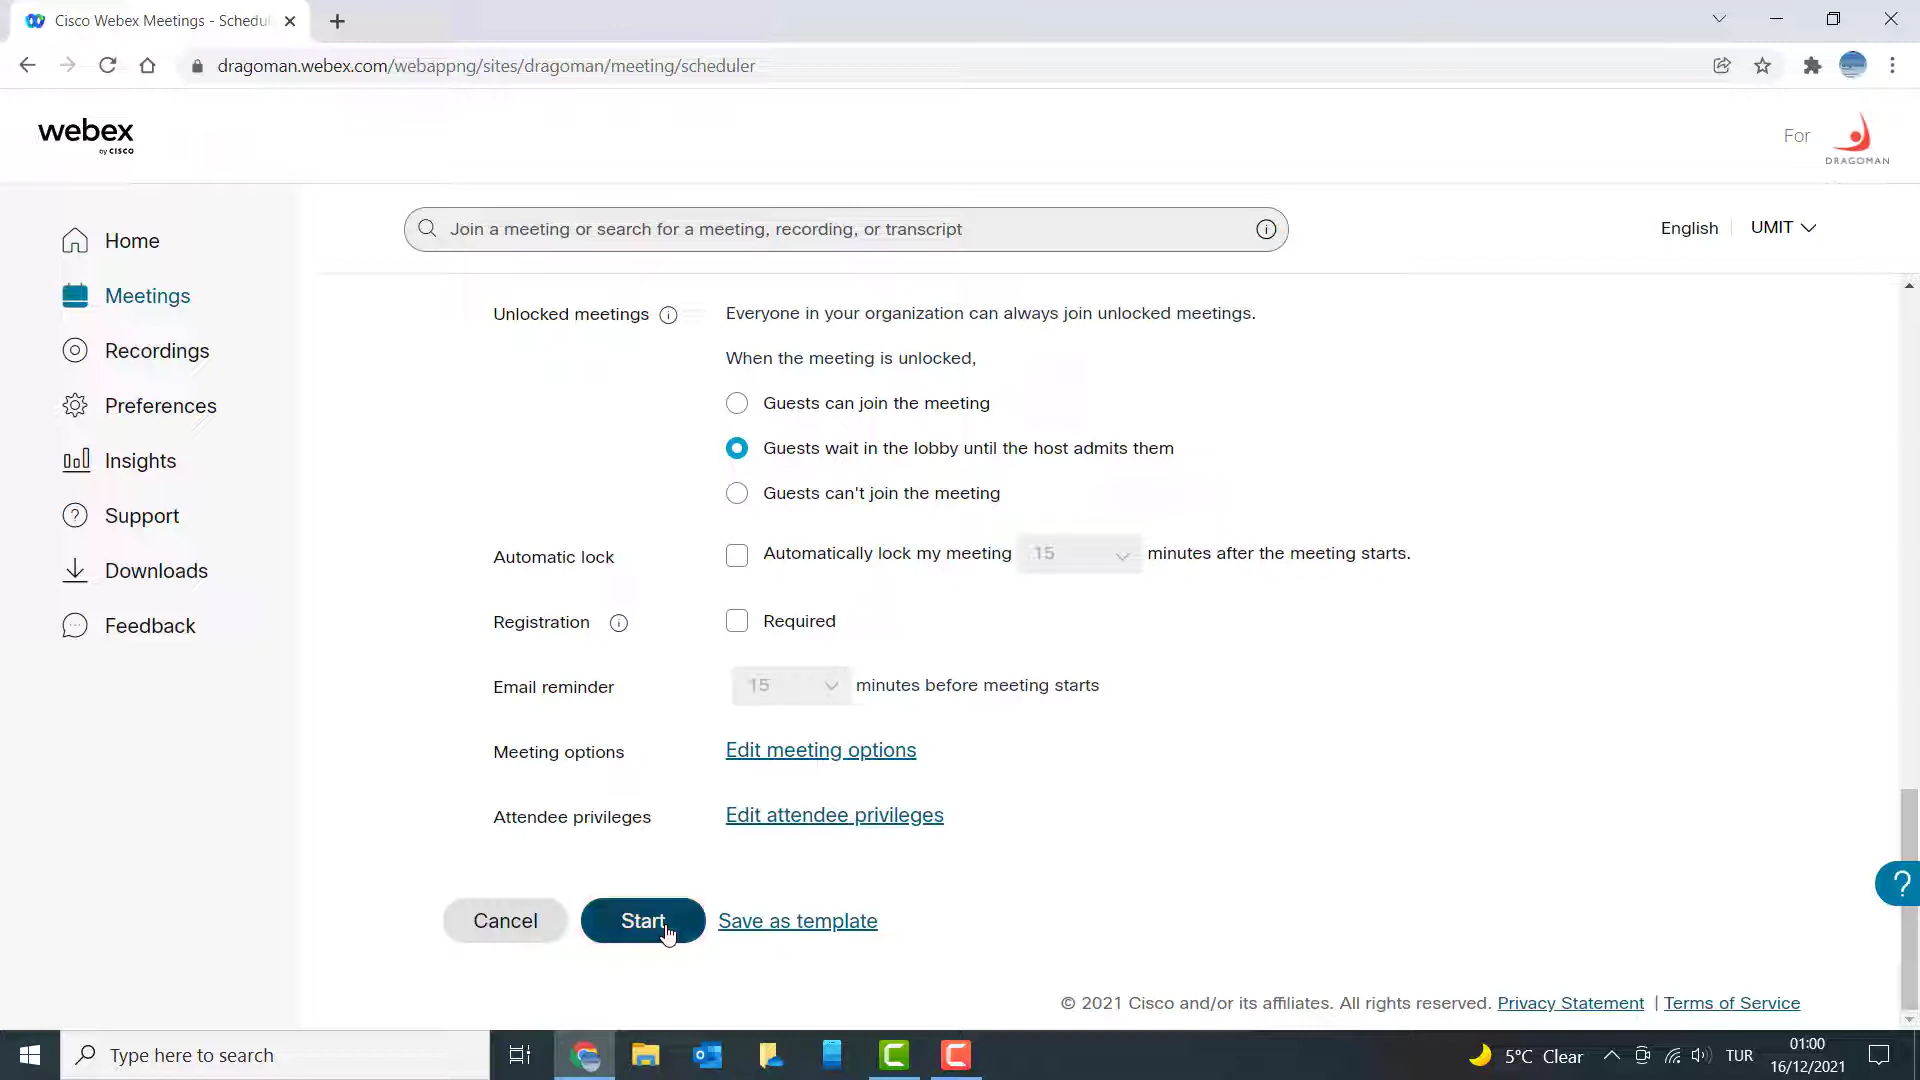 Cisco Webex Meetings - Schedul
dragoman.webex.com/webappng/sites/dragoman/meeting/scheduler
webex
by CISCO
For
DRAGOMAN
Join a meeting or search for a meeting, recording, or transcript
English
UMIT
Home
Meetings
Recordings
Preferences
Insights
Support
Downloads
Feedback
Unlocked meetings
Everyone in your organization can always join unlocked meetings.
When the meeting is unlocked,
Guests can join the meeting
Guests wait in the lobby until the host admits them
Guests can't join the meeting
Automatic lock
Automatically lock my meeting 15 minutes after the meeting starts.
Registration
Required
Email reminder
15 minutes before meeting starts
Meeting options
Edit meeting options
Attendee privileges
Edit attendee privileges
Cancel
Start
Save as template
?
© 2021 Cisco and/or its affiliates. All rights reserved. Privacy Statement | Terms of Service
Type here to search
5°C Clear
TUR
01:00
16/12/2021